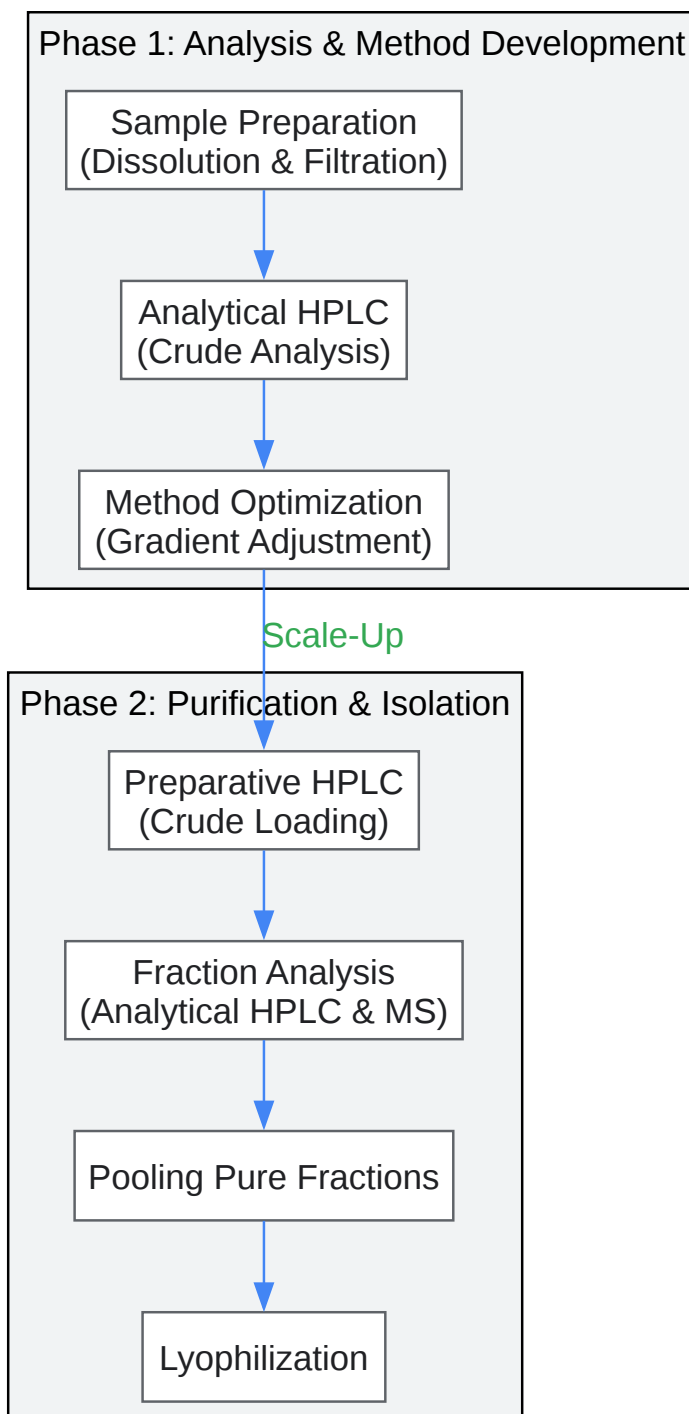 Phase 1: Analysis & Method Development
Sample Preparation
(Dissolution & Filtration)
Analytical HPLC
(Crude Analysis)
Method Optimization
(Gradient Adjustment)
Scale-Up
Phase 2: Purification & Isolation
Preparative HPLC
(Crude Loading)
Fraction Analysis
(Analytical HPLC & MS)
Pooling Pure Fractions
Lyophilization